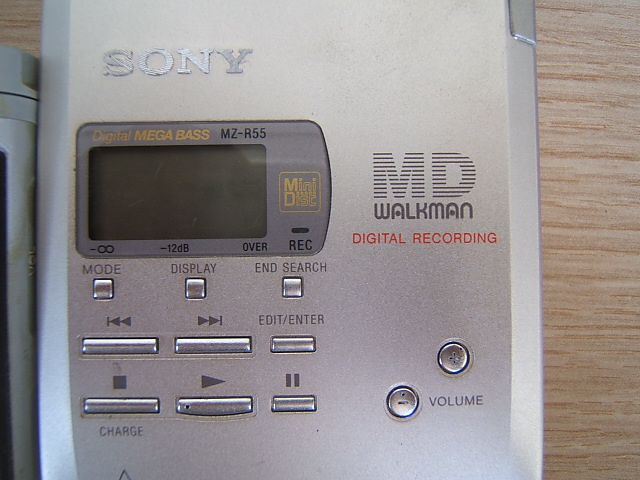 SONY
Digital MEGA BASS MZ-R55
Mini
Disc
-∞ -12dB OVER REC
MD
WALKMAN
DIGITAL RECORDING
MODE DISPLAY END SEARCH
EDIT/ENTER
CHARGE
+
-
VOLUME